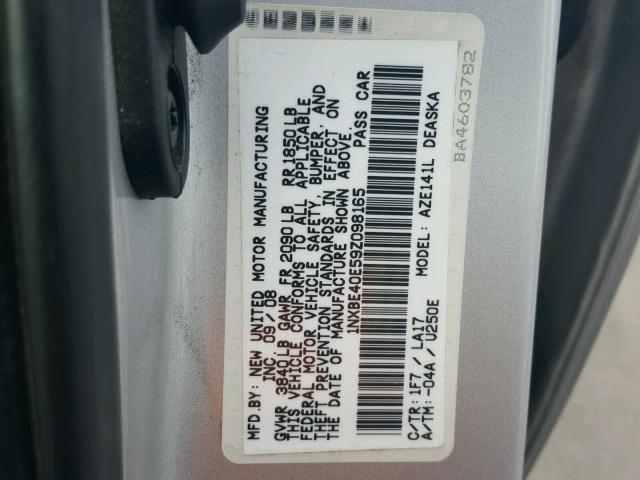 MFD.BY: NEW UNITED MOTOR MANUFACTURING
INC. 09/08
GVWR 3840LB GAWR FR 2090LB RR1850LB
THIS VEHICLE CONFORMS TO ALL APPLICABLE
FEDERAL MOTOR VEHICLE SAFETY, BUMPER, AND
THEFT PREVENTION STANDARDS IN EFFECT ON
THE DATE OF MANUFACTURE SHOWN ABOVE.
1NXBE40E59Z098165 PASS CAR
C/TR: 1F7 / LA17 MODEL: AZE141L DEASKA
A/TM: -04A / U250E
BA4603782